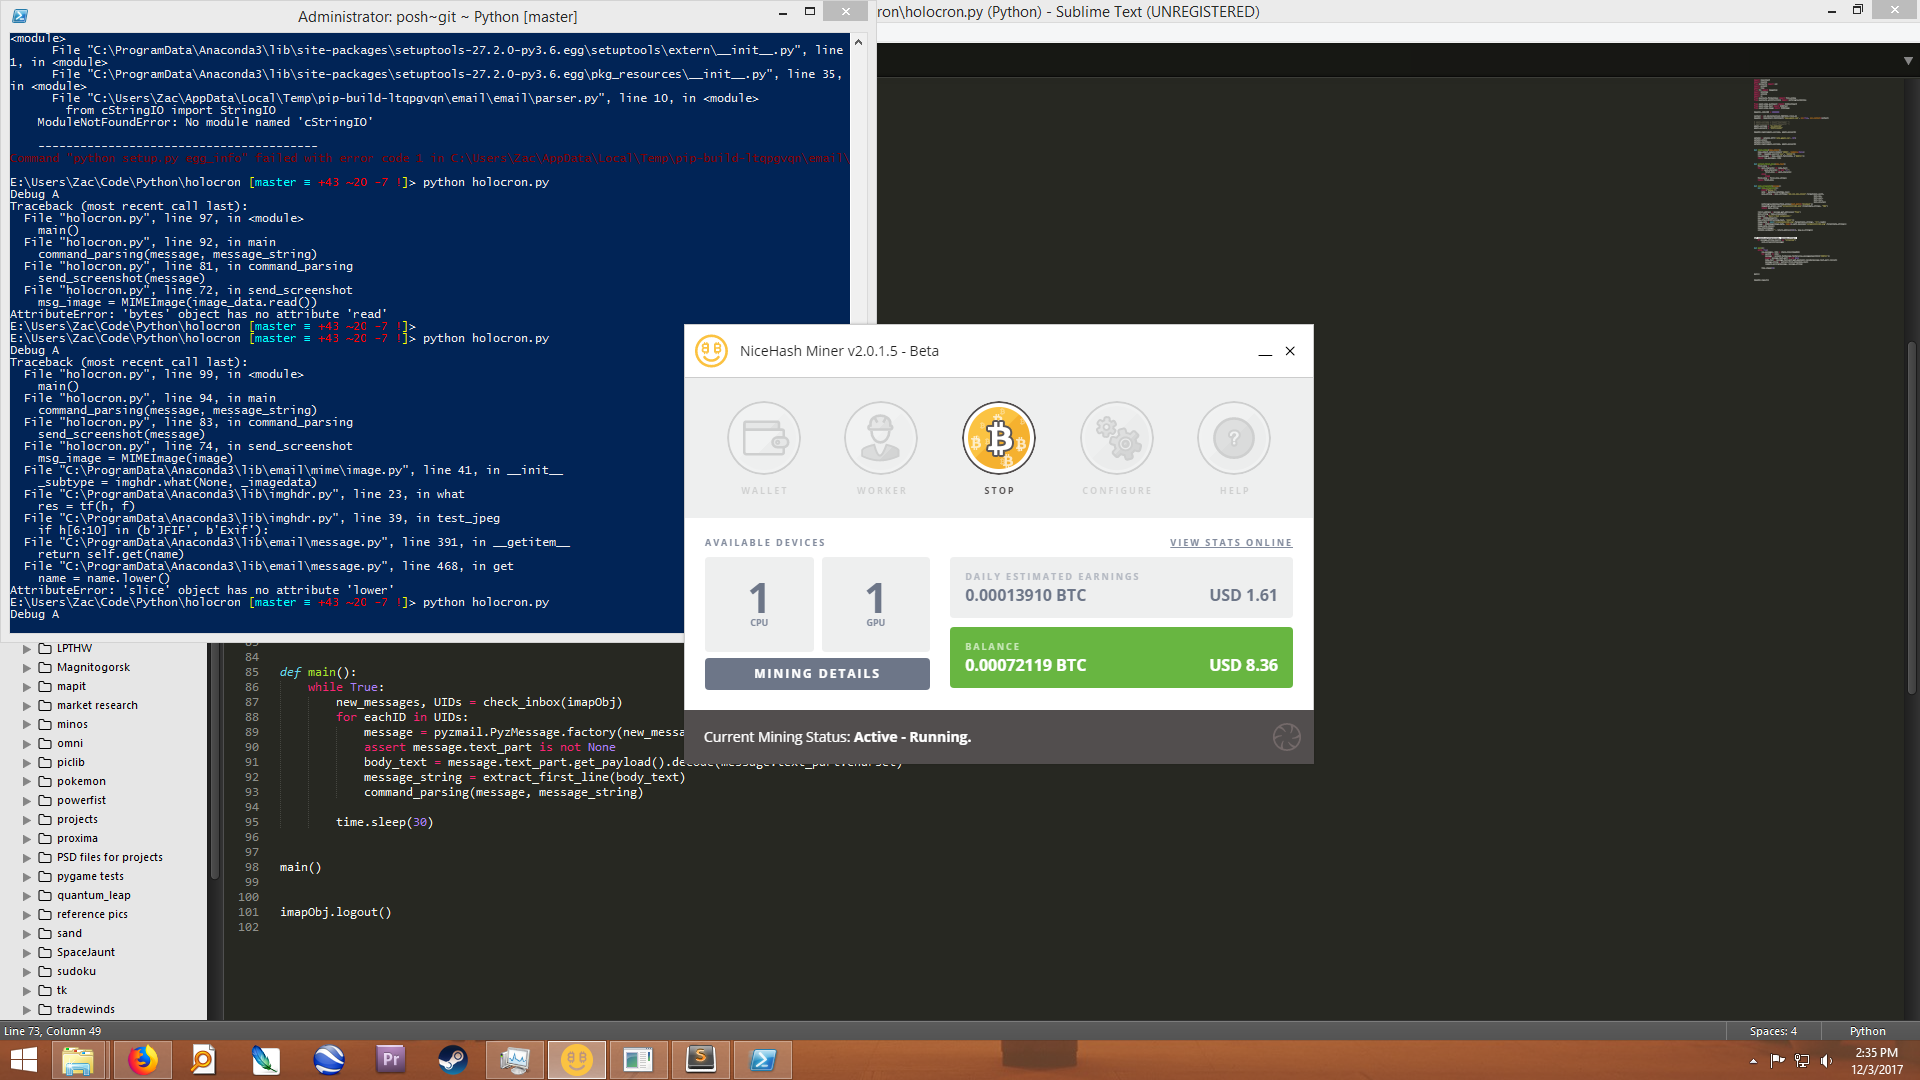 Administrator: posh~git ~ Python [master]
<module>
File "C:\ProgramData\Anaconda3\lib\site-packages\setuptools-27.2.0-py3.6.egg\setuptools\extern\__init__.py", line
1, in <module>
File "C:\ProgramData\Anaconda3\lib\site-packages\setuptools-27.2.0-py3.6.egg\pkg_resources\__init__.py", line 35,
in <module>
File "C:\Users\Zac\AppData\Local\Temp\pip-build-ltqpgvqn\email\email\parser.py", line 10, in <module>
from cStringIO import StringIO
ModuleNotFoundError: No module named 'cStringIO'
----------------------------------------
Command "python setup.py egg_info" failed with error code 1 in C:\Users\Zac\AppData\Local\Temp\pip-build-ltqpgvqn\email\
E:\Users\Zac\Code\Python\holocron [master ≡ +43 ~20 -7 !]> python holocron.py
Debug A
Traceback (most recent call last):
File "holocron.py", line 97, in <module>
main()
File "holocron.py", line 92, in main
command_parsing(message, message_string)
File "holocron.py", line 81, in command_parsing
send_screenshot(message)
File "holocron.py", line 72, in send_screenshot
msg_image = MIMEImage(image_data.read())
AttributeError: 'bytes' object has no attribute 'read'
E:\Users\Zac\Code\Python\holocron [master ≡ +43 ~20 -7 !]>
E:\Users\Zac\Code\Python\holocron [master ≡ +43 ~20 -7 !]> python holocron.py
Debug A
Traceback (most recent call last):
File "holocron.py", line 99, in <module>
main()
File "holocron.py", line 94, in main
command_parsing(message, message_string)
File "holocron.py", line 83, in command_parsing
send_screenshot(message)
File "holocron.py", line 74, in send_screenshot
msg_image = MIMEImage(image)
File "C:\ProgramData\Anaconda3\lib\email\mime\image.py", line 41, in __init__
_subtype = imghdr.what(None, _imagedata)
File "C:\ProgramData\Anaconda3\lib\imghdr.py", line 23, in what
res = tf(h, f)
File "C:\ProgramData\Anaconda3\lib\imghdr.py", line 39, in test_jpeg
if h[6:10] in (b'JFIF', b'Exif'):
File "C:\ProgramData\Anaconda3\lib\email\message.py", line 391, in __getitem__
return self.get(name)
File "C:\ProgramData\Anaconda3\lib\email\message.py", line 468, in get
name = name.lower()
AttributeError: 'slice' object has no attribute 'lower'
E:\Users\Zac\Code\Python\holocron [master ≡ +43 ~20 -7 !]> python holocron.py
Debug A
ron\holocron.py (Python) - Sublime Text (UNREGISTERED)
NiceHash Miner v2.0.1.5 - Beta
WALLET
WORKER
STOP
CONFIGURE
HELP
AVAILABLE DEVICES
VIEW STATS ONLINE
1
CPU
1
GPU
MINING DETAILS
DAILY ESTIMATED EARNINGS
0.00013910 BTC USD 1.61
BALANCE
0.00072119 BTC USD 8.36
Current Mining Status: Active - Running.
LPTHW
Magnitogorsk
mapit
market research
minos
omni
piclib
pokemon
powerfist
projects
proxima
PSD files for projects
pygame tests
quantum_leap
reference pics
sand
SpaceJaunt
sudoku
tk
tradewinds
84
85 def main():
86 while True:
87 new_messages, UIDs = check_inbox(imapObj)
88 for eachID in UIDs:
89 message = pyzmail.PyzMessage.factory(new_messa
90 assert message.text_part is not None
91 body_text = message.text_part.get_payload().decode(message.text_part.charset)
92 message_string = extract_first_line(body_text)
93 command_parsing(message, message_string)
94
95 time.sleep(30)
96
97
98 main()
99
100
101 imapObj.logout()
102
Line 73, Column 49
Spaces: 4
Python
Pr
S
2:35 PM
12/3/2017